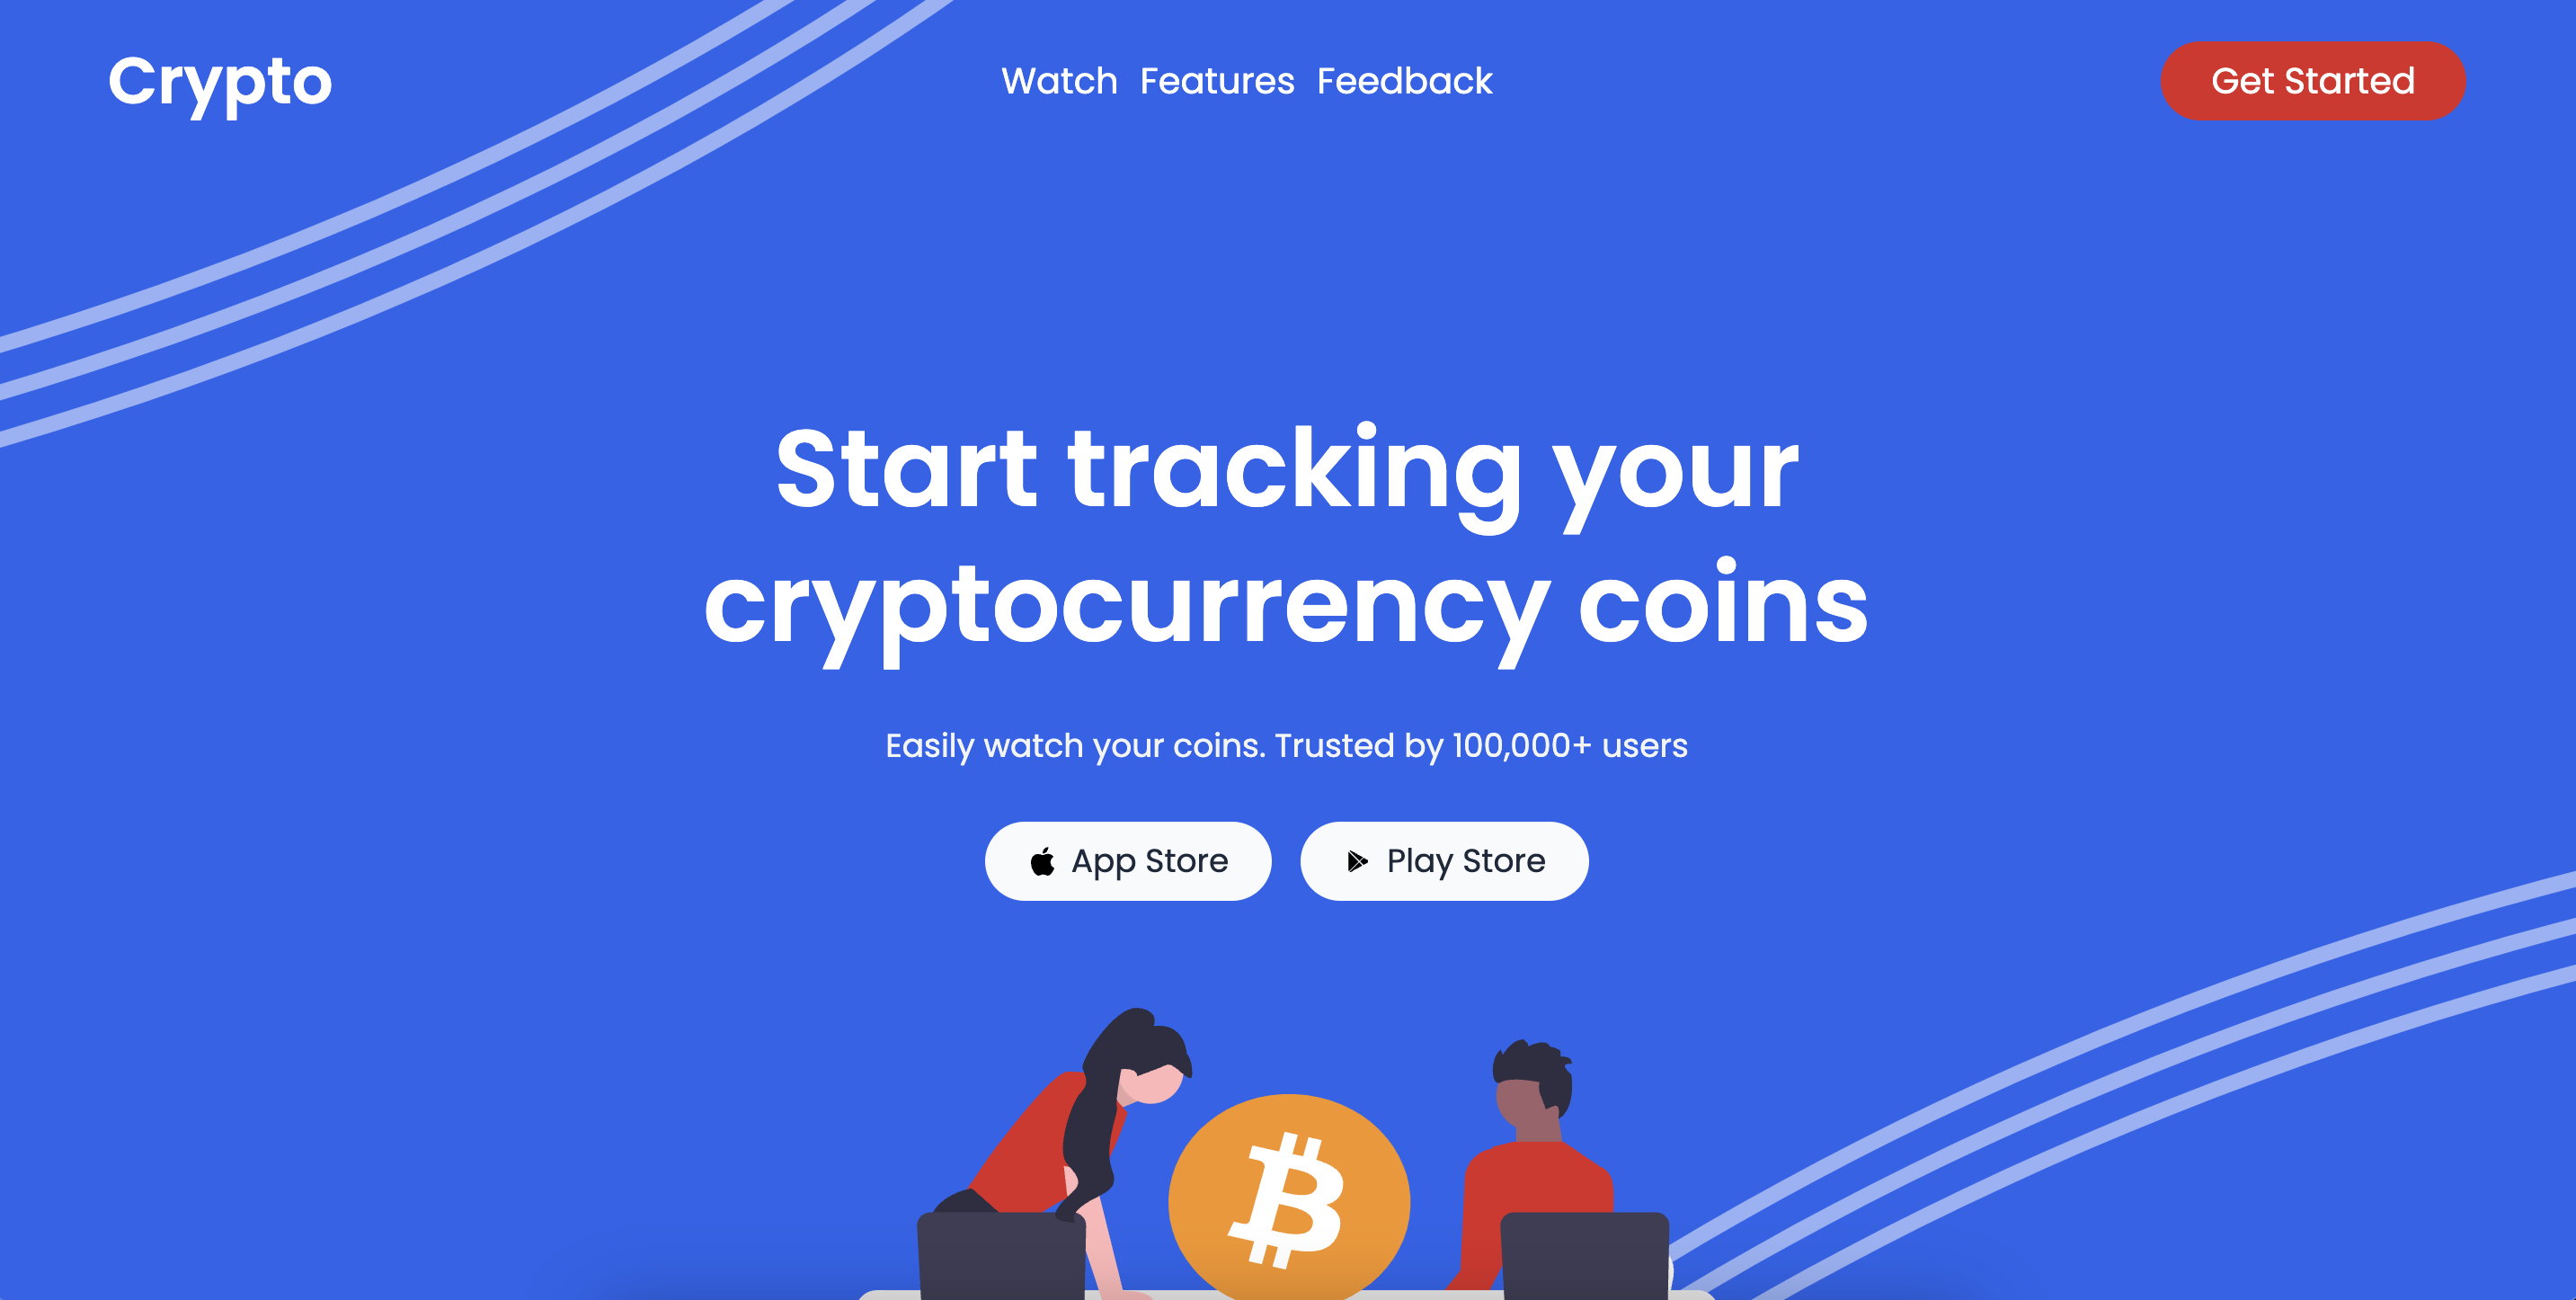 Crypto
Watch Features Feedback
Get Started
Start tracking your
cryptocurrency coins
Easily watch your coins. Trusted by 100,000+ users
App Store
Play Store